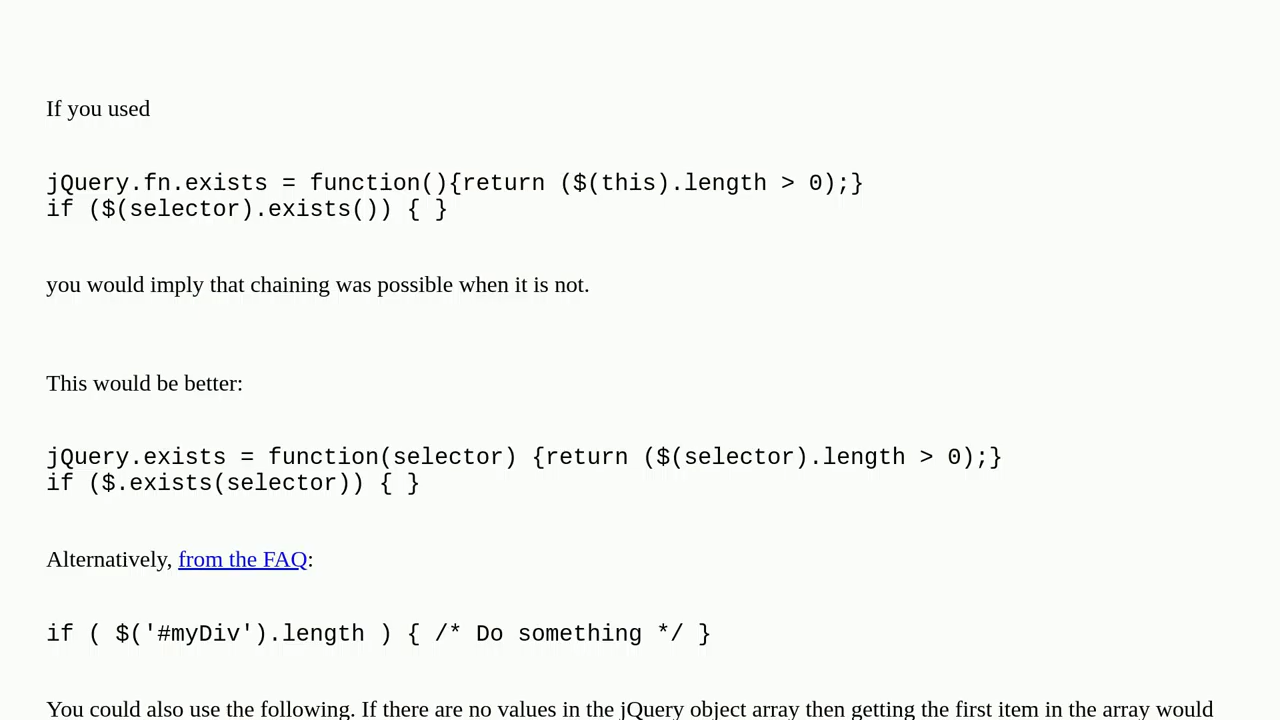 If you used
jQuery.fn.exists = function(){return ($(this).length > 0);}
if ($(selector).exists()) { }
you would imply that chaining was possible when it is not.
This would be better:
jQuery.exists = function(selector) {return ($(selector).length > 0);}
if ($.exists(selector)) { }
Alternatively, from the FAQ:
if ( $('#myDiv').length ) { /* Do something */ }
You could also use the following. If there are no values in the jQuery object array then getting the first item in the array would